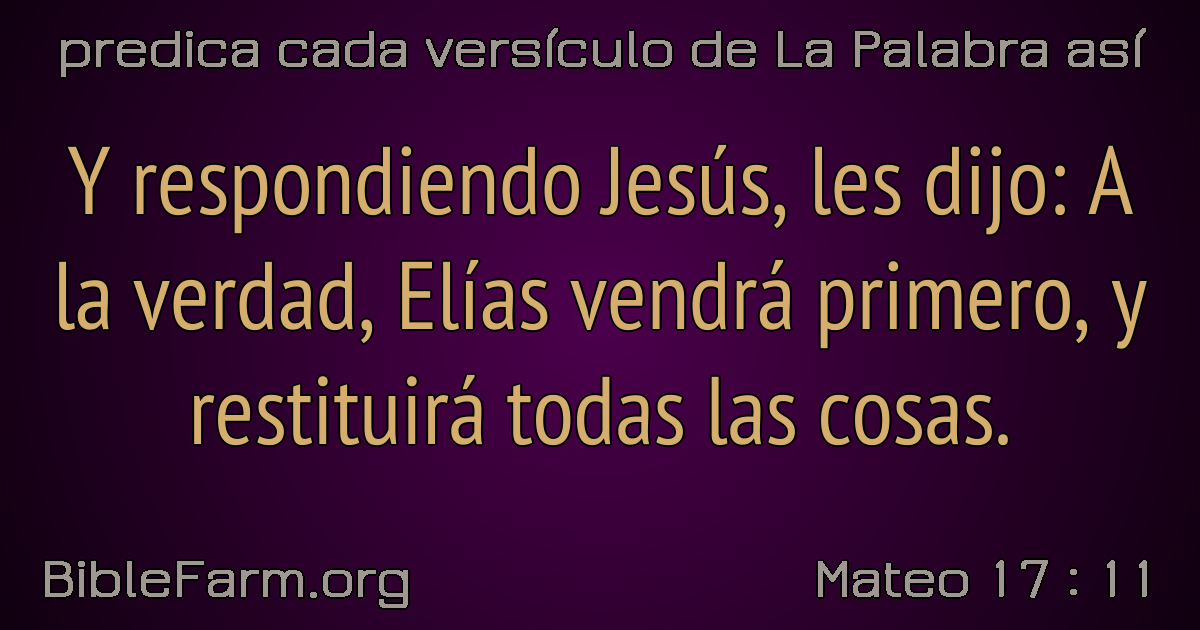 predica cada versículo de La Palabra así
Y respondiendo Jesús, les dijo: A
la verdad, Elías vendrá primero, y
restituirá todas las cosas.
BibleFarm.org
Mateo 17 : 11